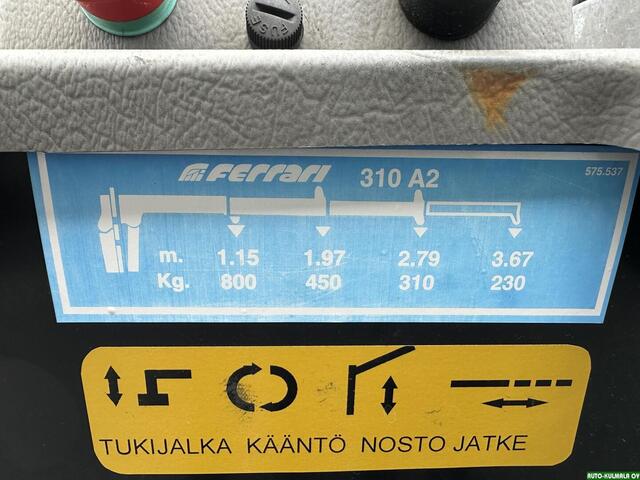 FUSE
Ferrari 310 A2 575.537
m. 1.15 1.97 2.79 3.67
Kg. 800 450 310 230
TUKIJALKA KÄÄNTÖ NOSTO JATKE
AUTO-KULMALA OY